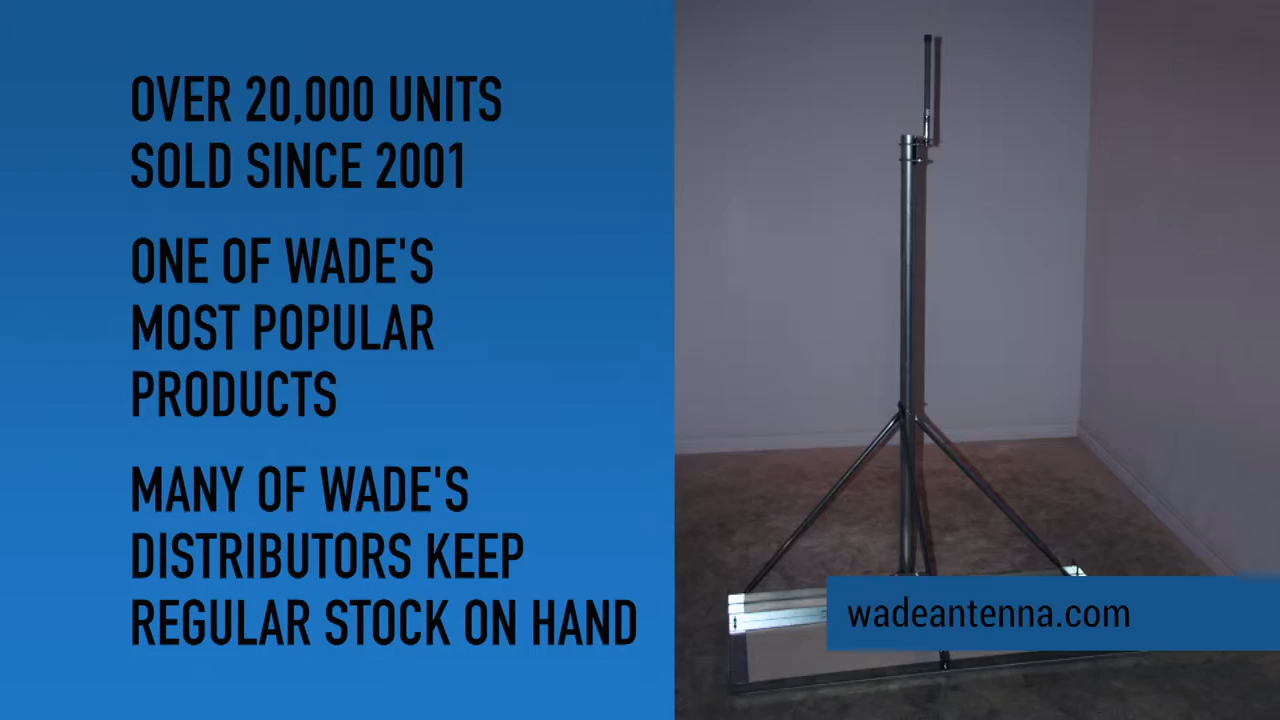 OVER 20,000 UNITS
SOLD SINCE 2001
ONE OF WADE'S
MOST POPULAR
PRODUCTS
MANY OF WADE'S
DISTRIBUTORS KEEP
REGULAR STOCK ON HAND
wadeantenna.com